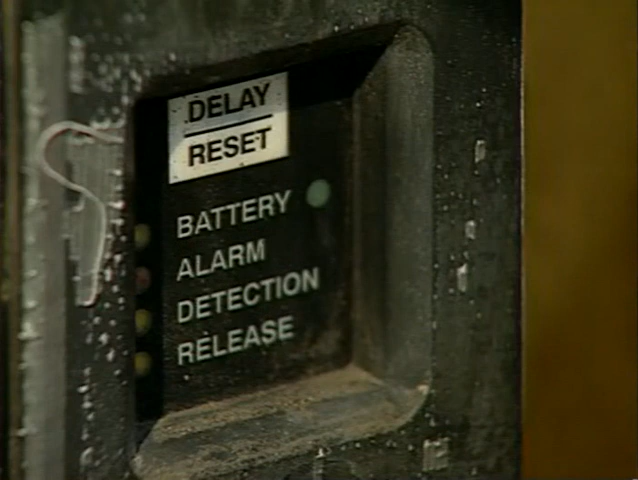 DELAY
RESET
BATTERY
ALARM
DETECTION
RELEASE